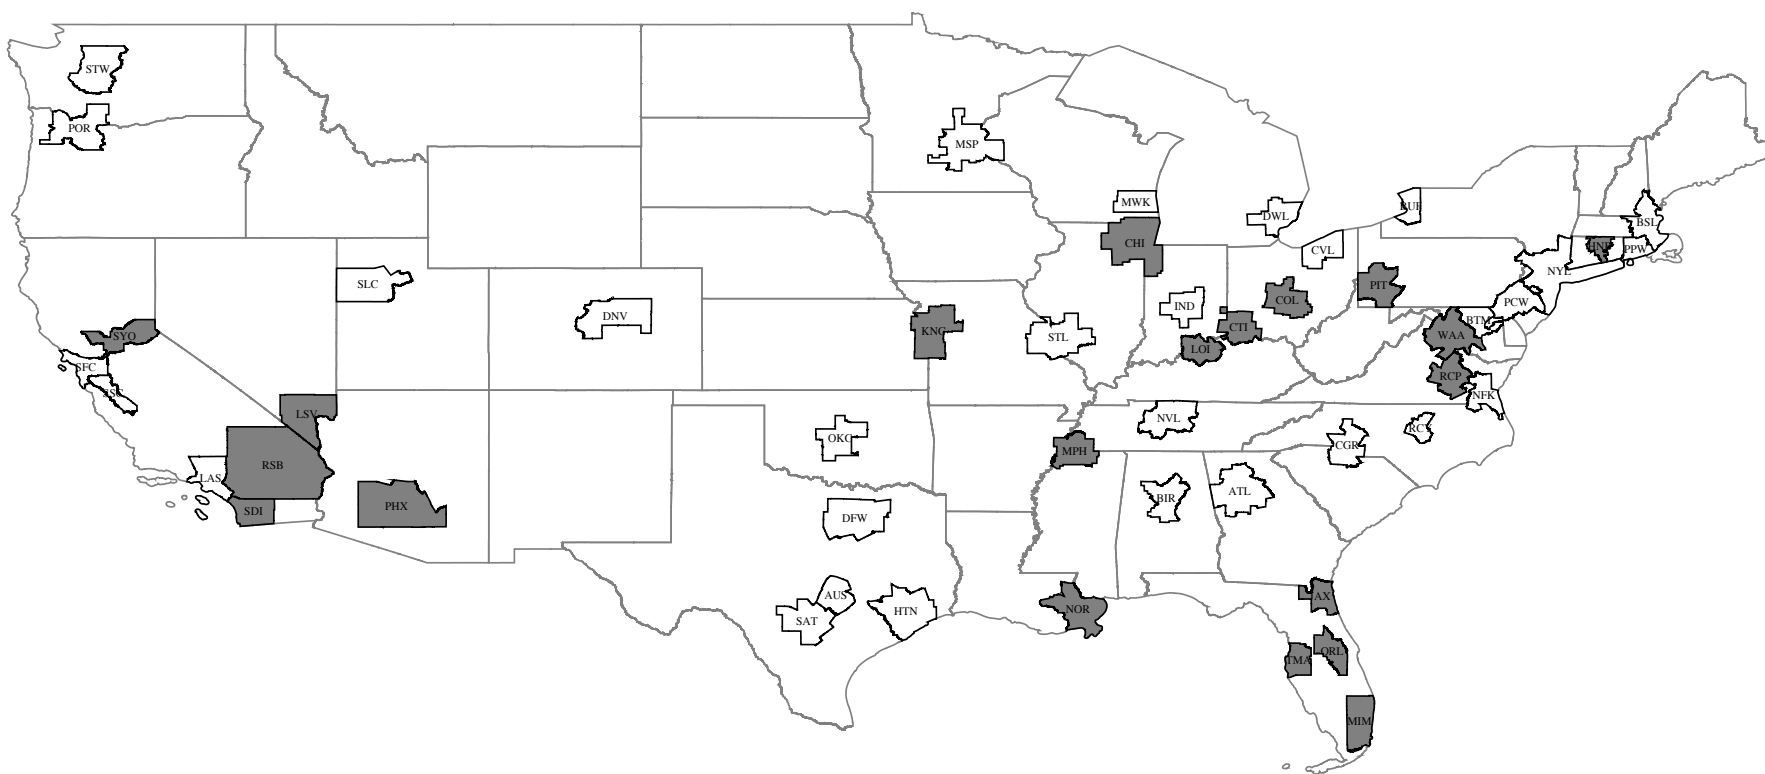 STW
POR
MSP
MWK
DWL
BUF
BSL
CHI
CVL
HNB
PPW
NYL
SLC
DNV
IND
COL
PIT
PCW
SYO
KNC
STL
CTI
BTM
WAA
LOI
SFC
RCP
NFK
LSV
OKC
NVL
RCY
CGR
MPH
RSB
LAS
PHX
BIR
ATL
SDI
DFW
AUS
SAT
HTN
NOR
AX
ORL
TMA
MIM